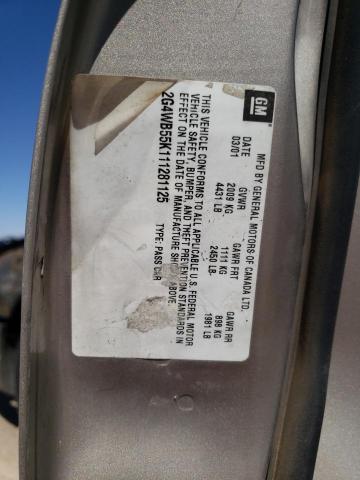 GM
MFD BY GENERAL MOTORS OF CANADA LTD.
DATE GVWR GAWR FRT GAWR RR
03/01 2009 KG 1111 KG 898 KG
4431 LB 2450 LB 1981 LB
THIS VEHICLE CONFORMS TO ALL APPLICABLE U.S. FEDERAL MOTOR
VEHICLE SAFETY, BUMPER, AND THEFT PREVENTION STANDARDS IN
EFFECT ON THE DATE OF MANUFACTURE SHOWN ABOVE.
2G4WB55K111281125 TYPE: PASS CAR